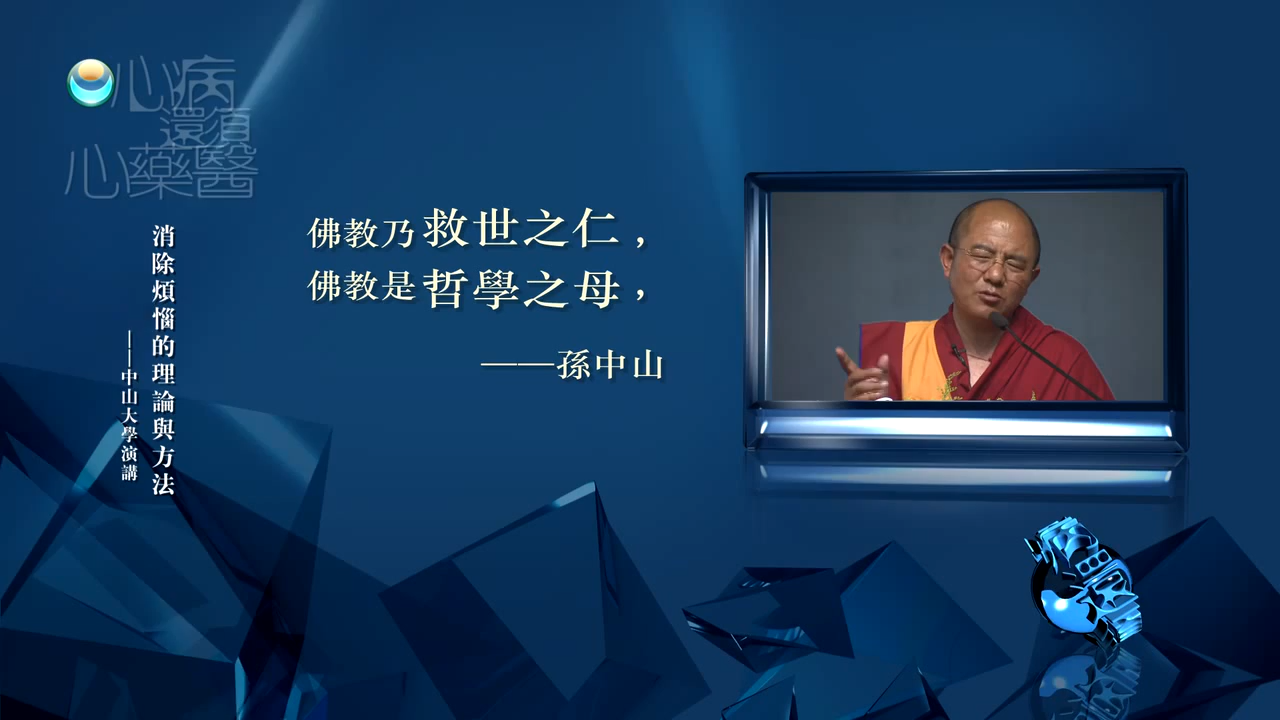 心病
還須
心藥醫
消除煩惱的理論與方法
——中山大學演講
佛教乃救世之仁，
佛教是哲學之母，
——孫中山